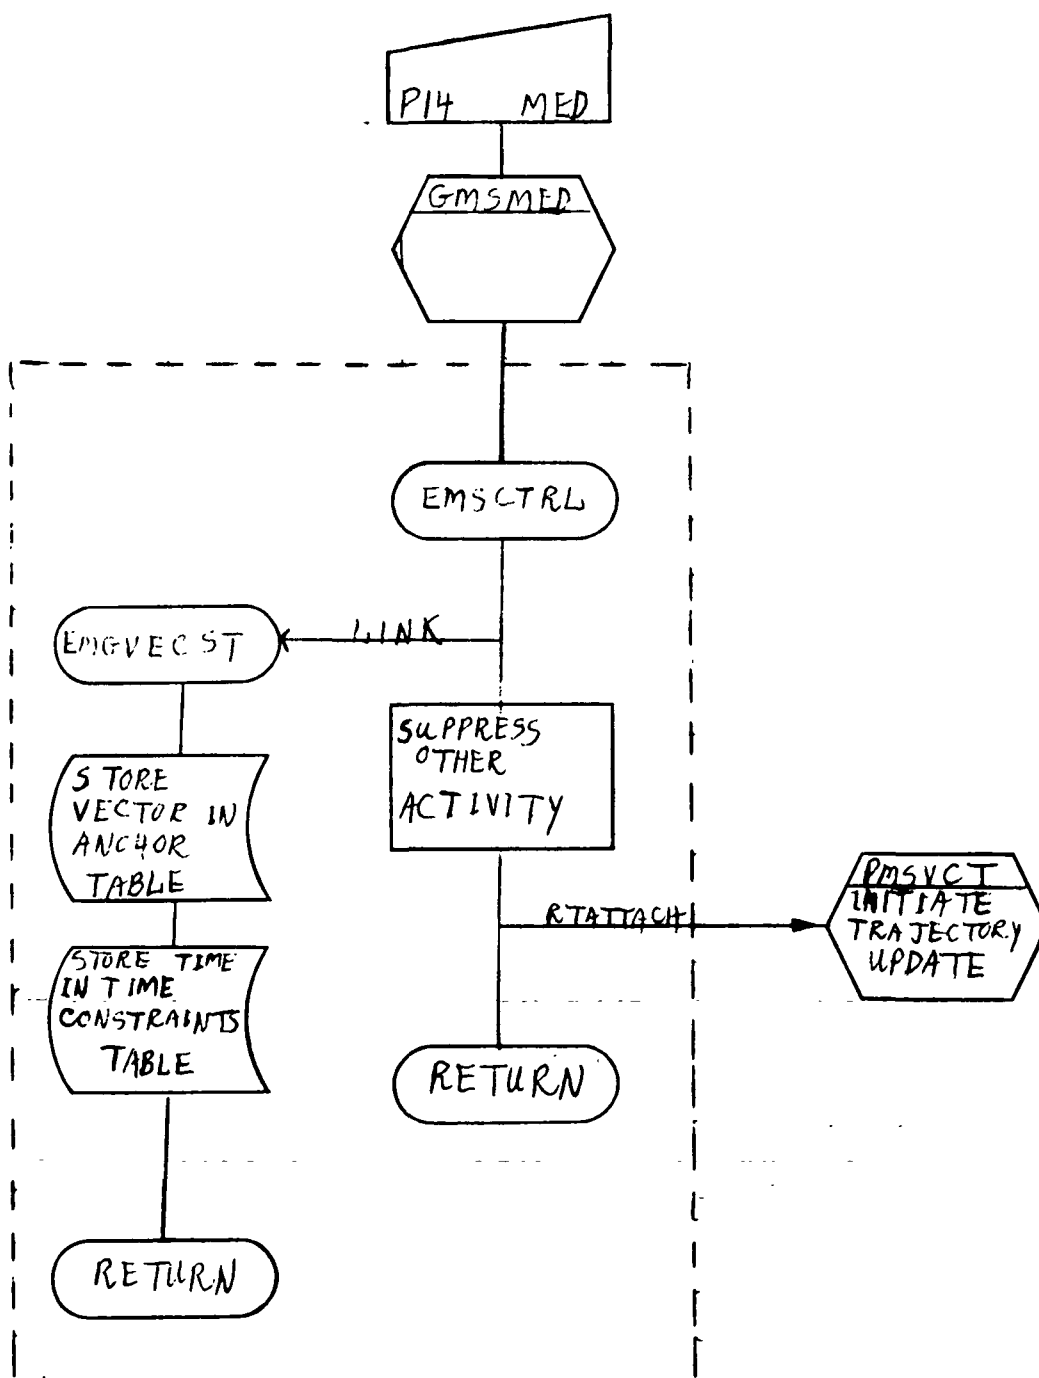 P14 MED
GMSMED
EMSCTRL
LINK
EMGVECST
SUPPRESS
OTHER
ACTIVITY
STORE
VECTOR IN
ANCHOR
TABLE
RTATTACH
PMSVCT
INITIATE
TRAJECTORY
UPDATE
STORE TIME
IN TIME
CONSTRAINTS
TABLE
RETURN
RETURN